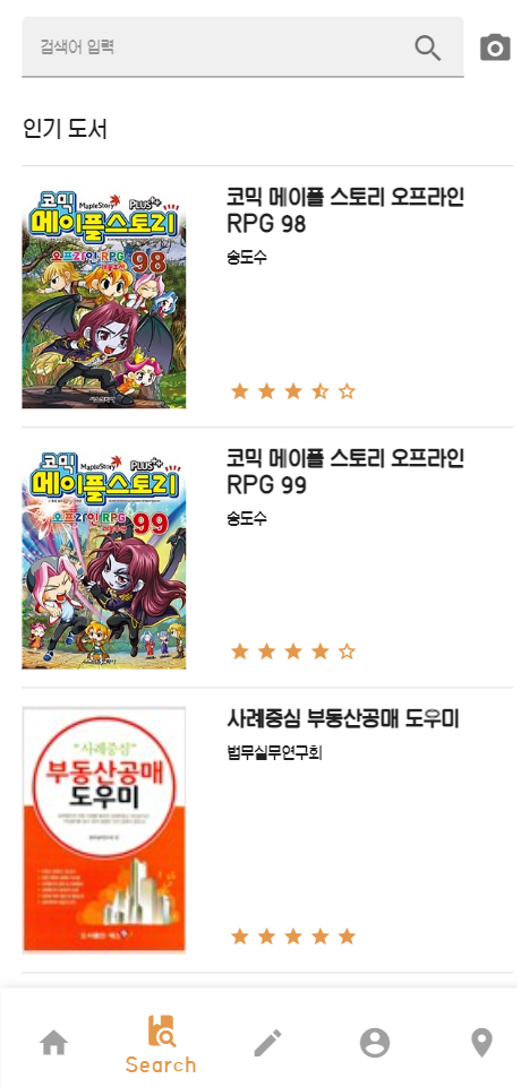 검색어 입력
인기 도서
코믹 MapleStory PLUS++
메이플스토리
오프라인 RPG 98
코믹 메이플 스토리 오프라인
RPG 98
송도수
코믹 MapleStory PLUS++
메이플스토리
오프라인 RPG 99
코믹 메이플 스토리 오프라인
RPG 99
송도수
"사례중심"
부동산공매
도우미
사례중심 부동산공매 도우미
법무실무연구회
Search